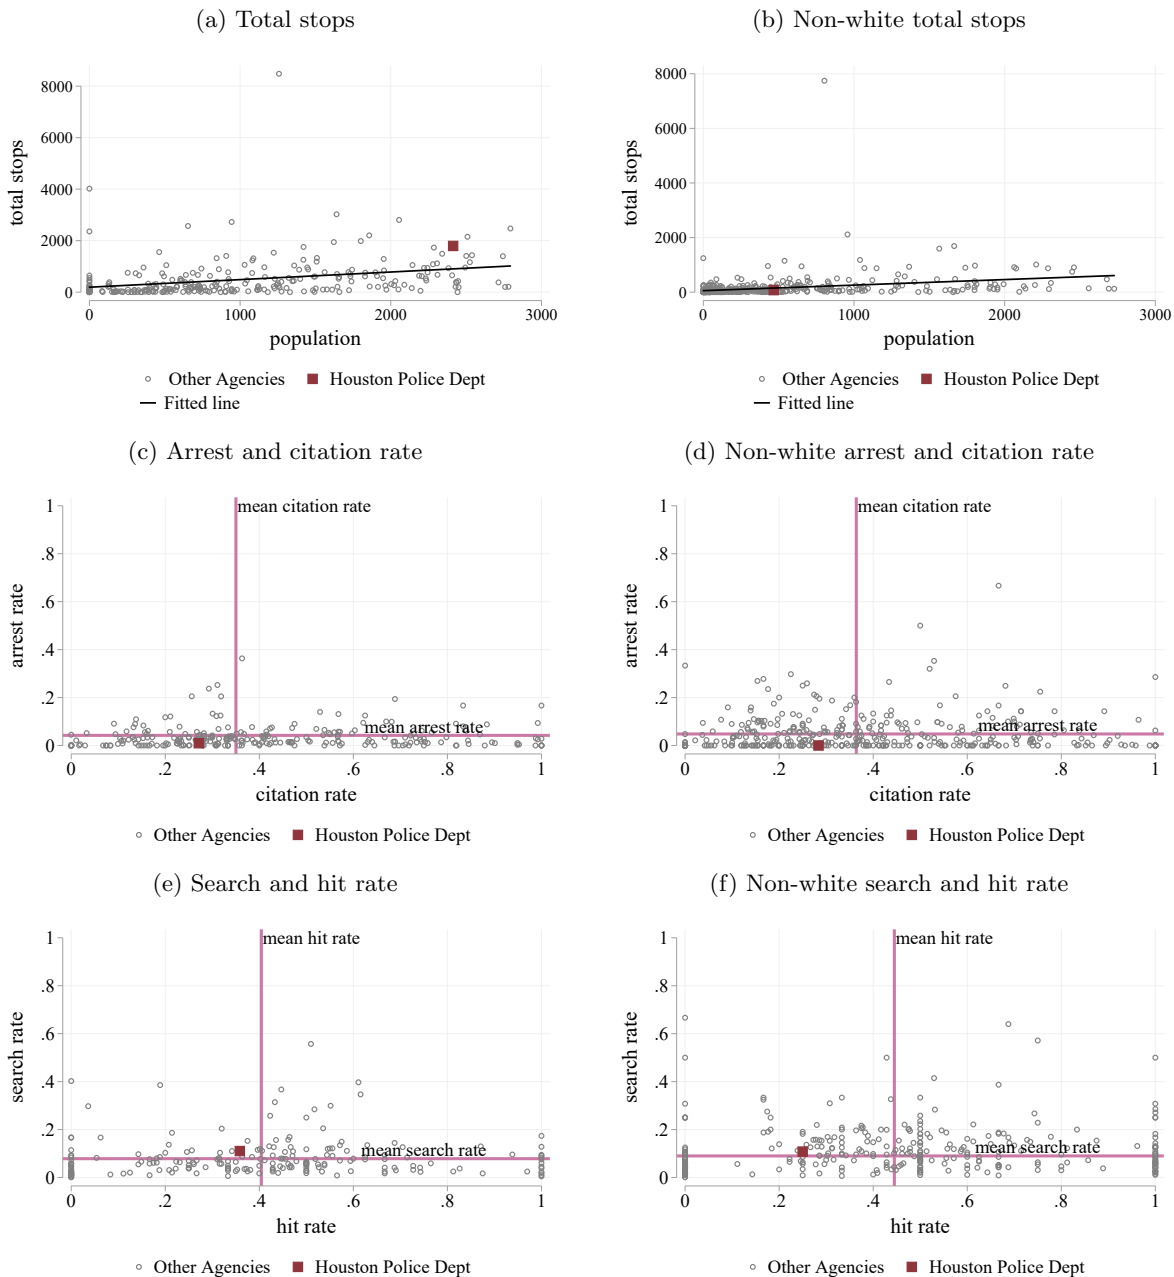 (a) Total stops
(b) Non-white total stops
total stops
8000
6000
4000
2000
0
0 1000 2000 3000
population
Other Agencies Houston Police Dept
Fitted line
total stops
8000
6000
4000
2000
0
0 1000 2000 3000
population
Other Agencies Houston Police Dept
Fitted line
(c) Arrest and citation rate
(d) Non-white arrest and citation rate
arrest rate
1
.8
.6
.4
.2
0
mean citation rate
mean arrest rate
0 .2 .4 .6 .8 1
citation rate
Other Agencies Houston Police Dept
arrest rate
1
.8
.6
.4
.2
0
mean citation rate
mean arrest rate
0 .2 .4 .6 .8 1
citation rate
Other Agencies Houston Police Dept
(e) Search and hit rate
(f) Non-white search and hit rate
search rate
1
.8
.6
.4
.2
0
mean hit rate
mean search rate
0 .2 .4 .6 .8 1
hit rate
Other Agencies Houston Police Dept
search rate
1
.8
.6
.4
.2
0
mean hit rate
mean search rate
0 .2 .4 .6 .8 1
hit rate
Other Agencies Houston Police Dept